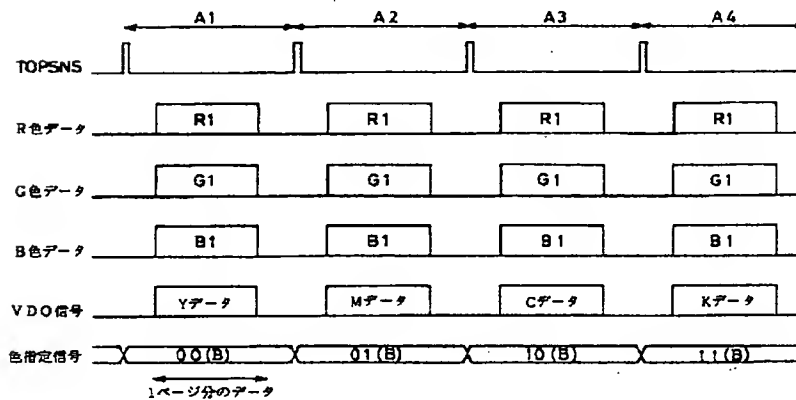 A1 A2 A3 A4
TOPSNS
R色データ R1 R1 R1 R1
G色データ G1 G1 G1 G1
B色データ B1 B1 B1 B1
VDO信号 Yデータ Mデータ Cデータ Kデータ
色指定信号 00(B) 01(B) 10(B) 11(B)
1ページ分のデータ